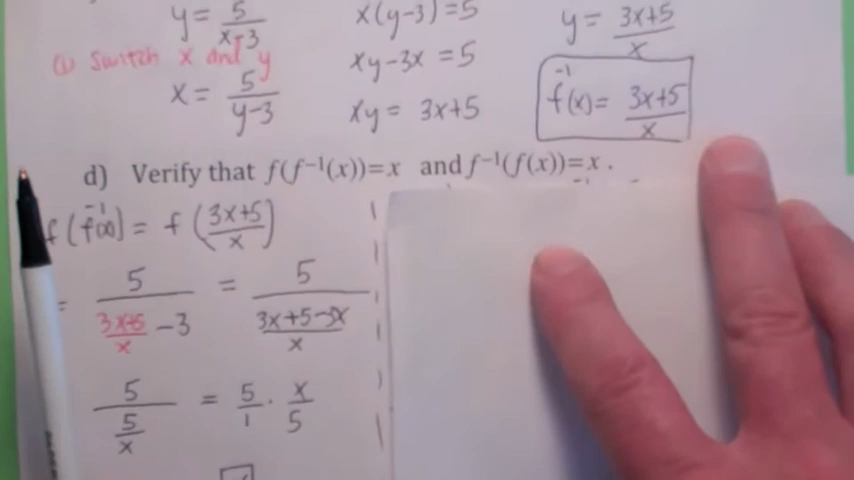 y = 5/(x-3)
① Switch x and y
x = 5/(y-3)
x(y-3) = 5
xy-3x = 5
xy = 3x+5
y = (3x+5)/x
f⁻¹(x) = (3x+5)/x
d) Verify that f(f⁻¹(x))=x and f⁻¹(f(x))=x .
f(f⁻¹(x)) = f((3x+5)/x)
= 5/((3x+5)/x - 3) = 5/((3x+5-3x)/x)
5/(5/x) = 5/1 · x/5